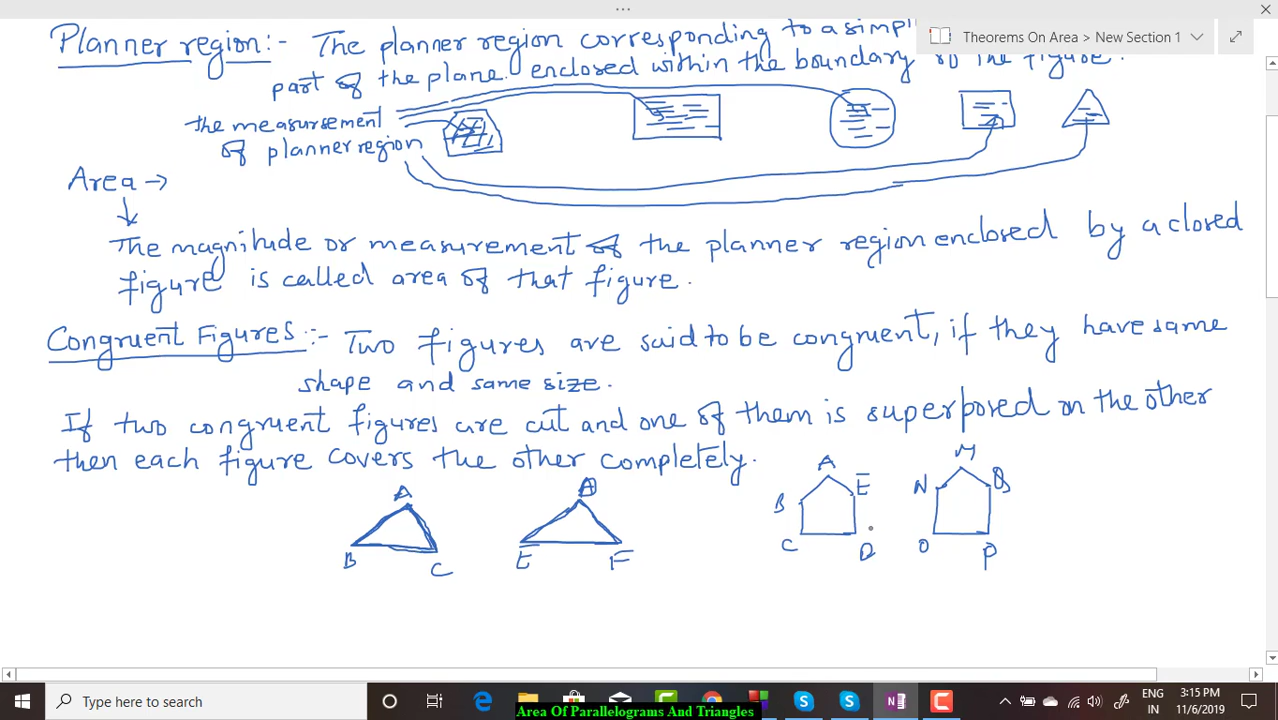 Planner region:- The planner region corresponding to a simpl
part of the plane enclosed within the boundary of the figure.
Theorems On Area > New Section 1
the measursement
of planner region
Area →
The magnitude or measurement of the planner region enclosed by a closed
figure is called area of that figure.
Congruent Figures :- Two figures are said to be congruent, if they have same
shape and same size.
If two congruent figures are cut and one of them is superposed on the other
then each figure covers the other completely.
A
B C
D
E F
A
B E
C D
M
N Q
O P
Type here to search
ENG
IN
3:15 PM
11/6/2019
Area Of Parallelograms And Triangles